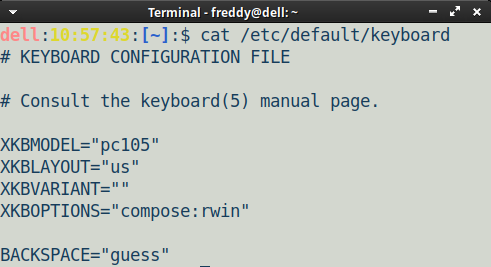 Terminal - freddy@dell: ~
dell:10:57:43:[~]:$ cat /etc/default/keyboard
# KEYBOARD CONFIGURATION FILE
# Consult the keyboard(5) manual page.
XKBMODEL="pc105"
XKBLAYOUT="us"
XKBVARIANT=""
XKBOPTIONS="compose:rwin"
BACKSPACE="guess"